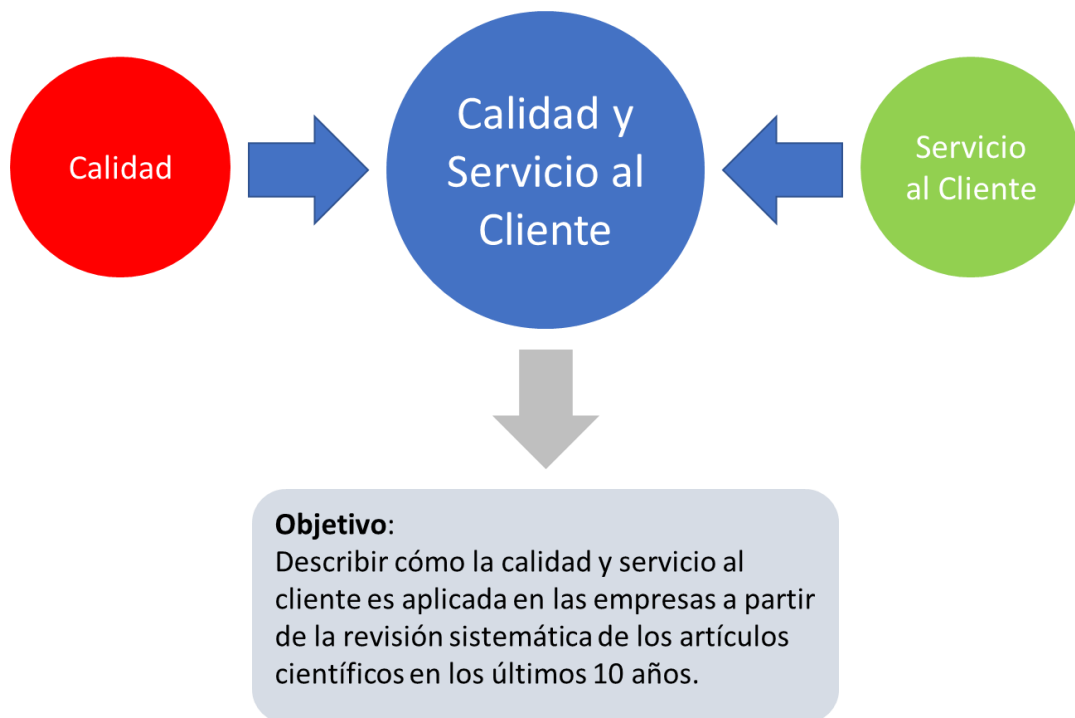 Calidad
Calidad y
Servicio al
Cliente
Servicio
al Cliente
Objetivo:
Describir cómo la calidad y servicio al
cliente es aplicada en las empresas a partir
de la revisión sistemática de los artículos
científicos en los últimos 10 años.